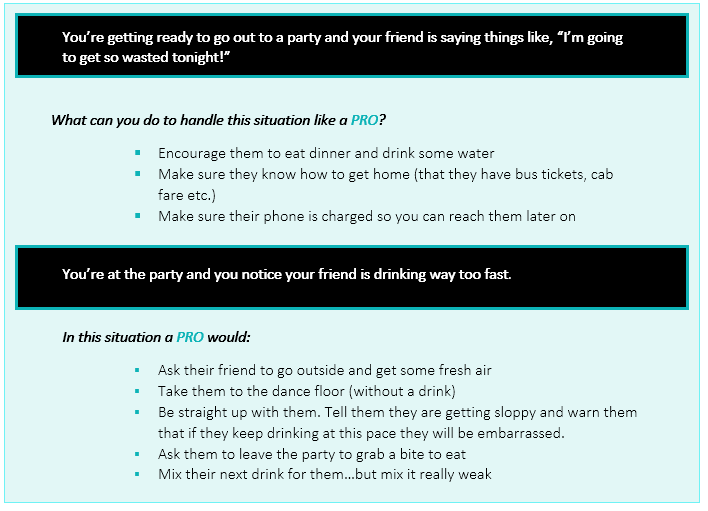 You're getting ready to go out to a party and your friend is saying things like, "I'm going
to get so wasted tonight!"
What can you do to handle this situation like a PRO?
▪ Encourage them to eat dinner and drink some water
▪ Make sure they know how to get home (that they have bus tickets, cab
fare etc.)
▪ Make sure their phone is charged so you can reach them later on
You're at the party and you notice your friend is drinking way too fast.
In this situation a PRO would:
▪ Ask their friend to go outside and get some fresh air
▪ Take them to the dance floor (without a drink)
▪ Be straight up with them. Tell them they are getting sloppy and warn them
that if they keep drinking at this pace they will be embarrassed.
▪ Ask them to leave the party to grab a bite to eat
▪ Mix their next drink for them…but mix it really weak